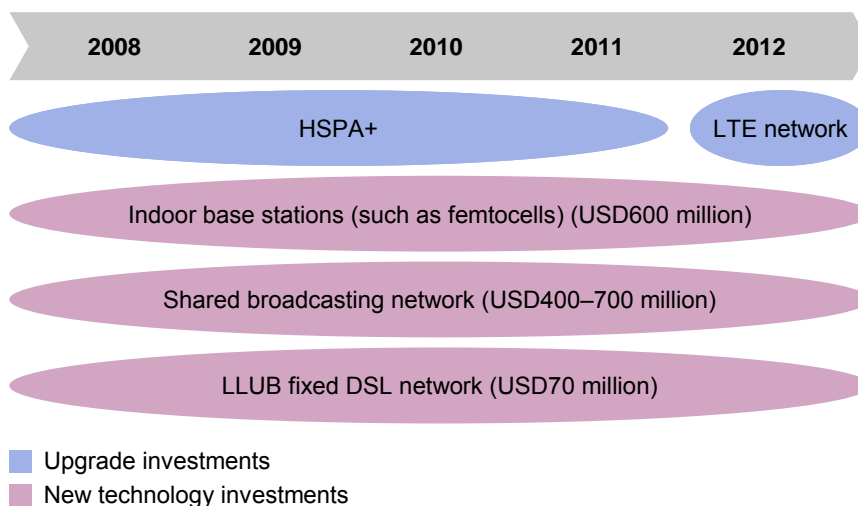 2008 2009 2010 2011 2012
HSPA+ LTE network
Indoor base stations (such as femtocells) (USD600 million)
Shared broadcasting network (USD400–700 million)
LLUB fixed DSL network (USD70 million)
Upgrade investments
New technology investments